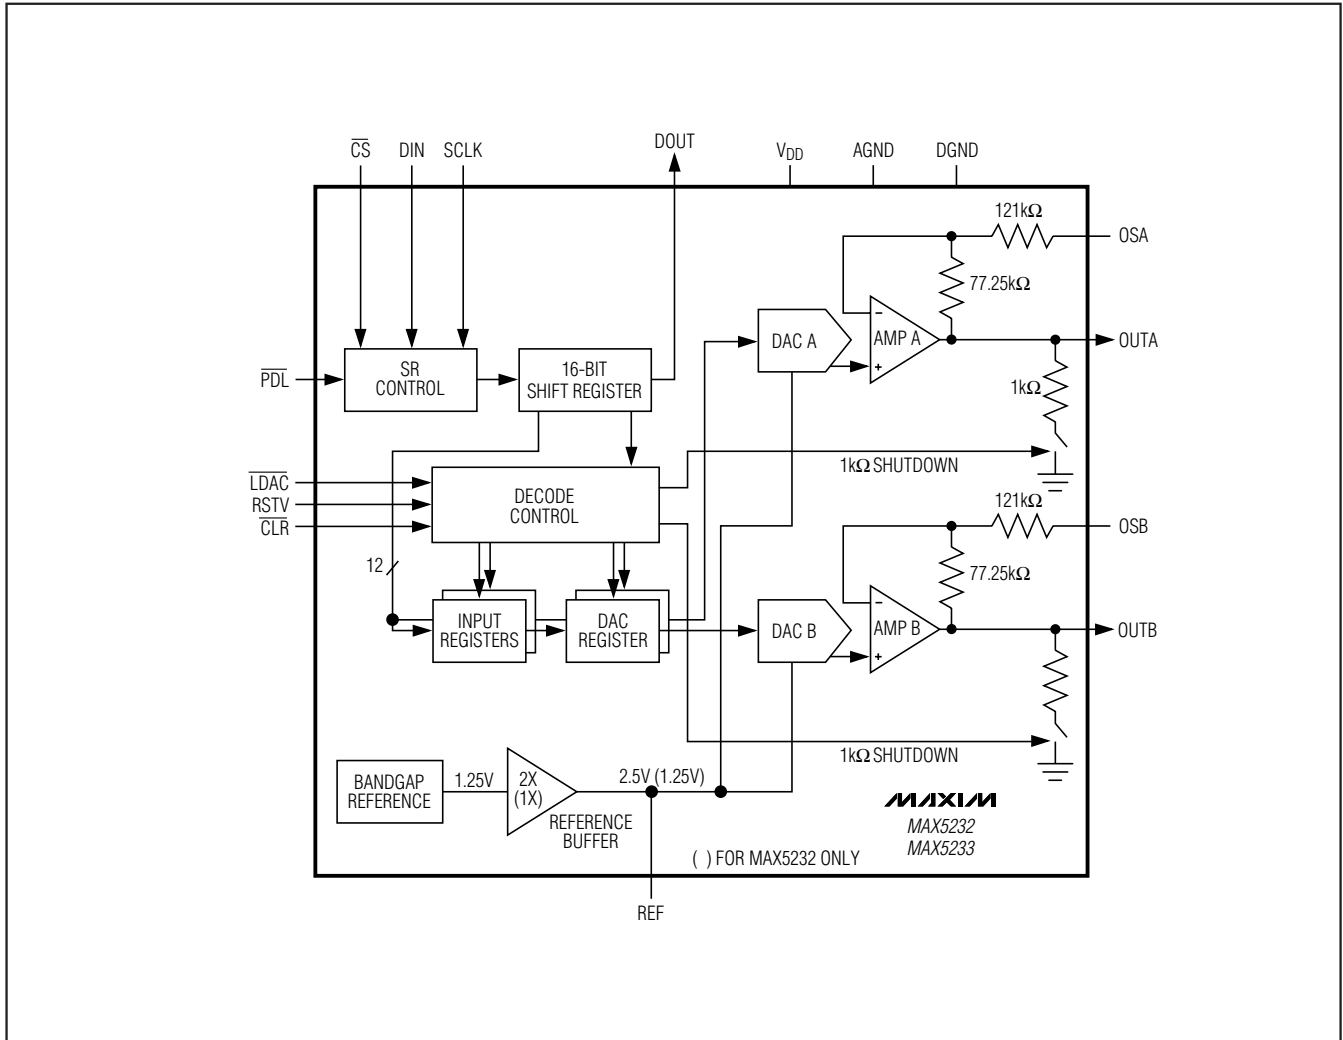 CS DIN SCLK DOUT VDD AGND DGND
121kΩ
OSA
77.25kΩ
DAC A
−
AMP A
+
OUTA
PDL
SR
CONTROL
16-BIT
SHIFT REGISTER
1kΩ
1kΩ SHUTDOWN
LDAC
RSTV
CLR
DECODE
CONTROL
121kΩ
OSB
12
77.25kΩ
INPUT
REGISTERS
DAC
REGISTER
DAC B
−
AMP B
+
OUTB
1kΩ SHUTDOWN
BANDGAP
REFERENCE
1.25V
2X
(1X)
2.5V (1.25V)
REFERENCE
BUFFER
MAXIM
MAX5232
MAX5233
( ) FOR MAX5232 ONLY
REF